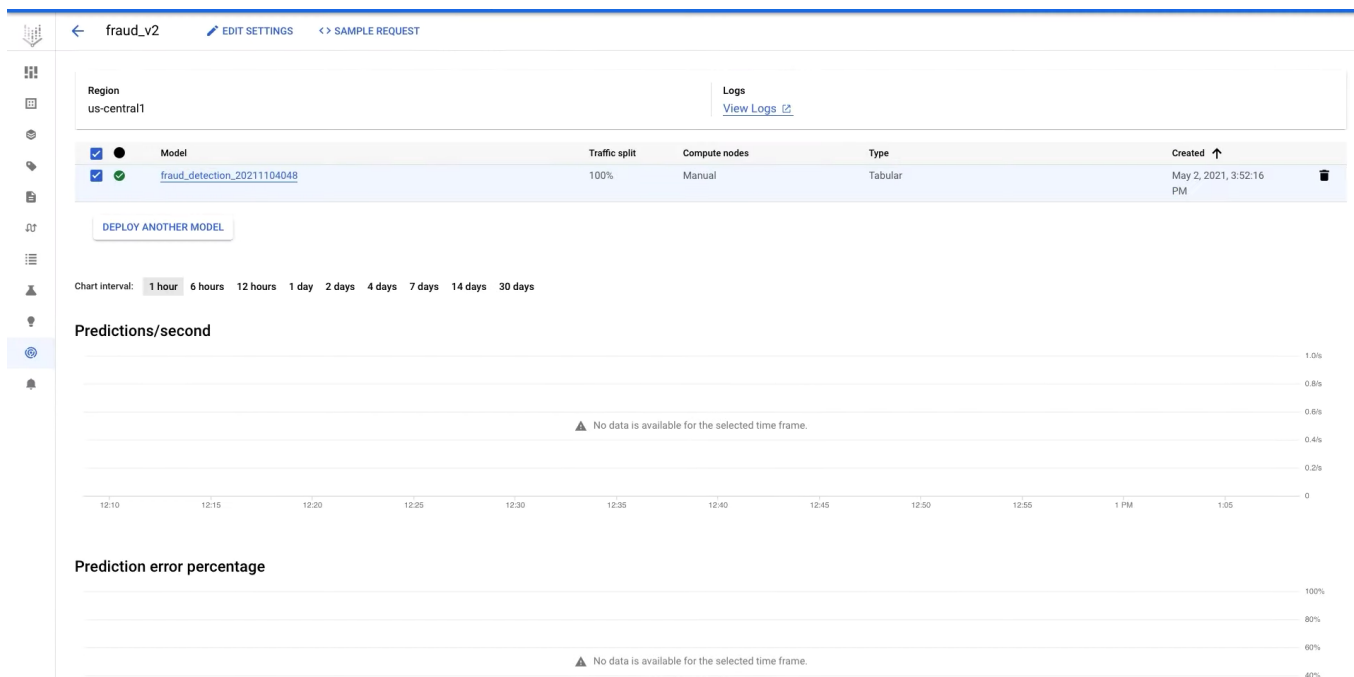 fraud_v2 EDIT SETTINGS <> SAMPLE REQUEST
Region Logs
us-central1 View Logs
Model Traffic split Compute nodes Type Created
fraud_detection_20211104048 100% Manual Tabular May 2, 2021, 3:52:16
PM
DEPLOY ANOTHER MODEL
Chart interval: 1 hour 6 hours 12 hours 1 day 2 days 4 days 7 days 14 days 30 days
Predictions/second
1.0/s
0.8/s
0.6/s
No data is available for the selected time frame.
0.4/s
0.2/s
0
12:10 12:15 12:20 12:25 12:30 12:35 12:40 12:45 12:50 12:55 1 PM 1:05
Prediction error percentage
100%
80%
60%
No data is available for the selected time frame.
40%